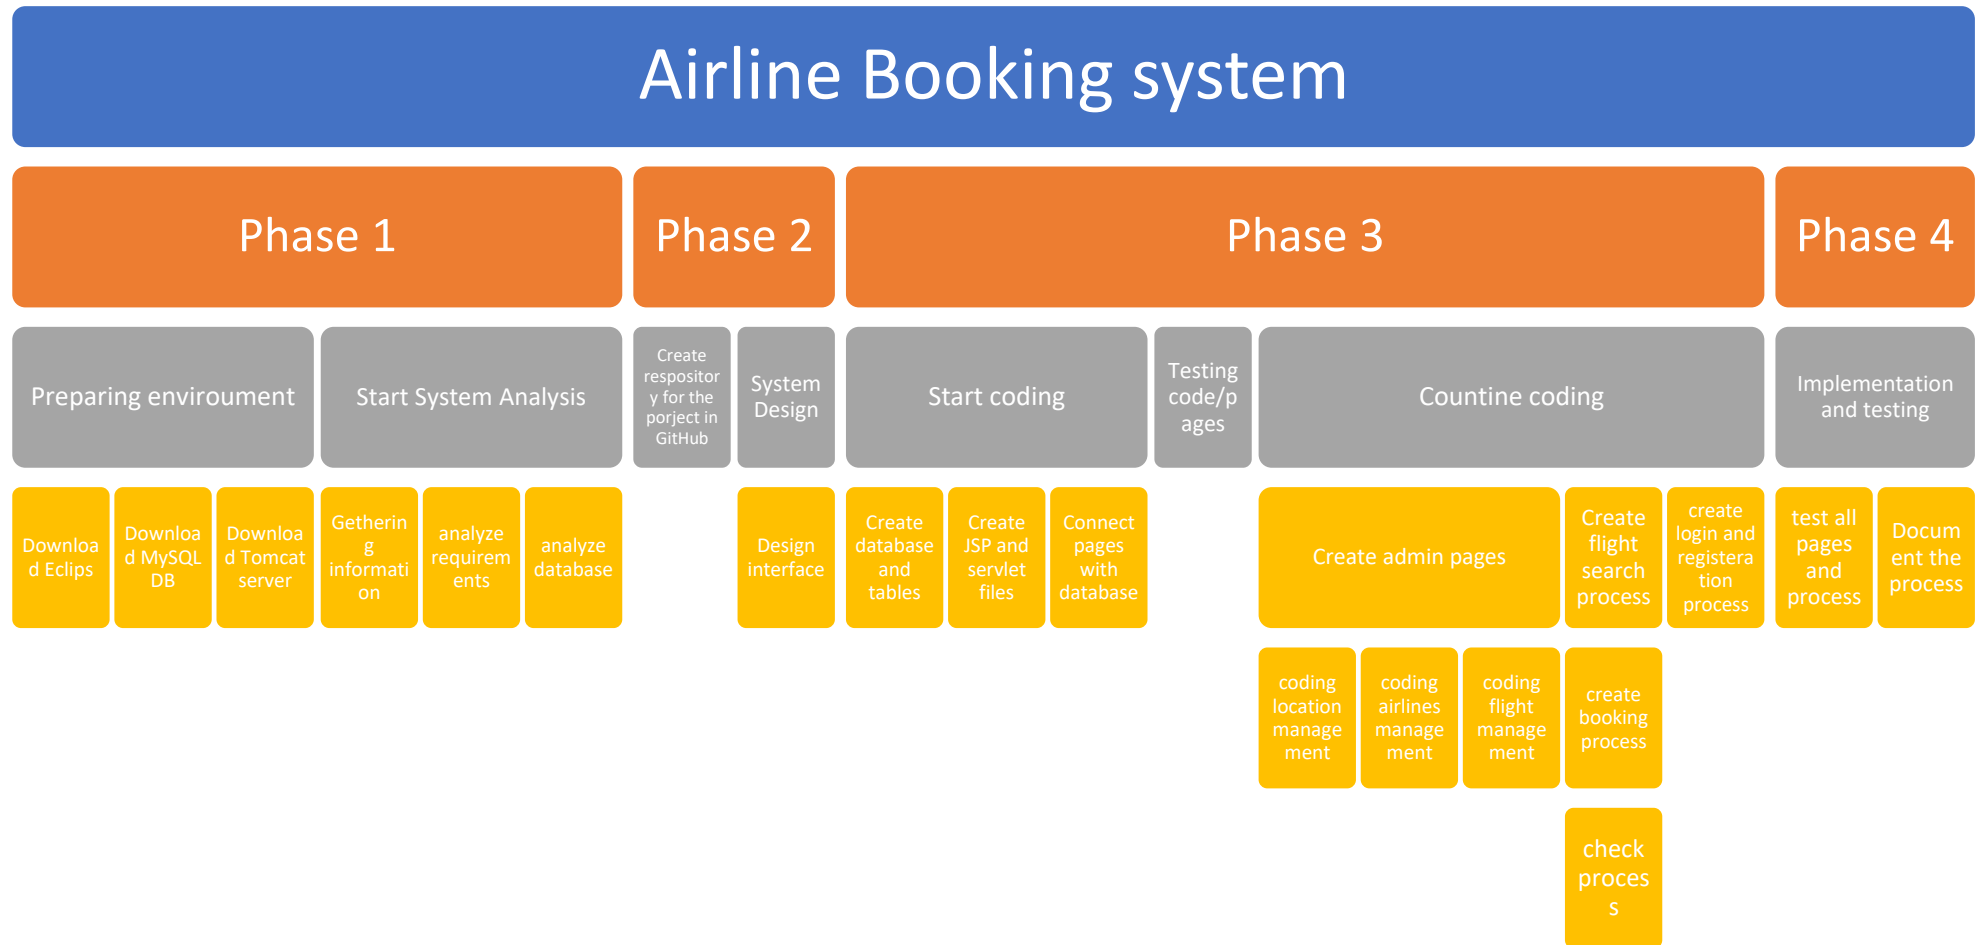 Airline Booking system
Phase 1
Phase 2
Phase 3
Phase 4
Preparing enviroument
Start System Analysis
Create
respositor
y for the
porject in
GitHub
System
Design
Start coding
Testing
code/p
ages
Countine coding
Implementation
and testing
Downloa
d Eclips
Downloa
d MySQL
DB
Downloa
d Tomcat
server
Getherin
g
informati
on
analyze
requirem
ents
analyze
database
Design
interface
Create
database
and
tables
Create
JSP and
servlet
files
Connect
pages
with
database
Create admin pages
Create
flight
search
process
create
login and
registera
tion
process
test all
pages
and
process
Docum
ent the
process
coding
location
manage
ment
coding
airlines
manage
ment
coding
flight
manage
ment
create
booking
process
check
proces
s